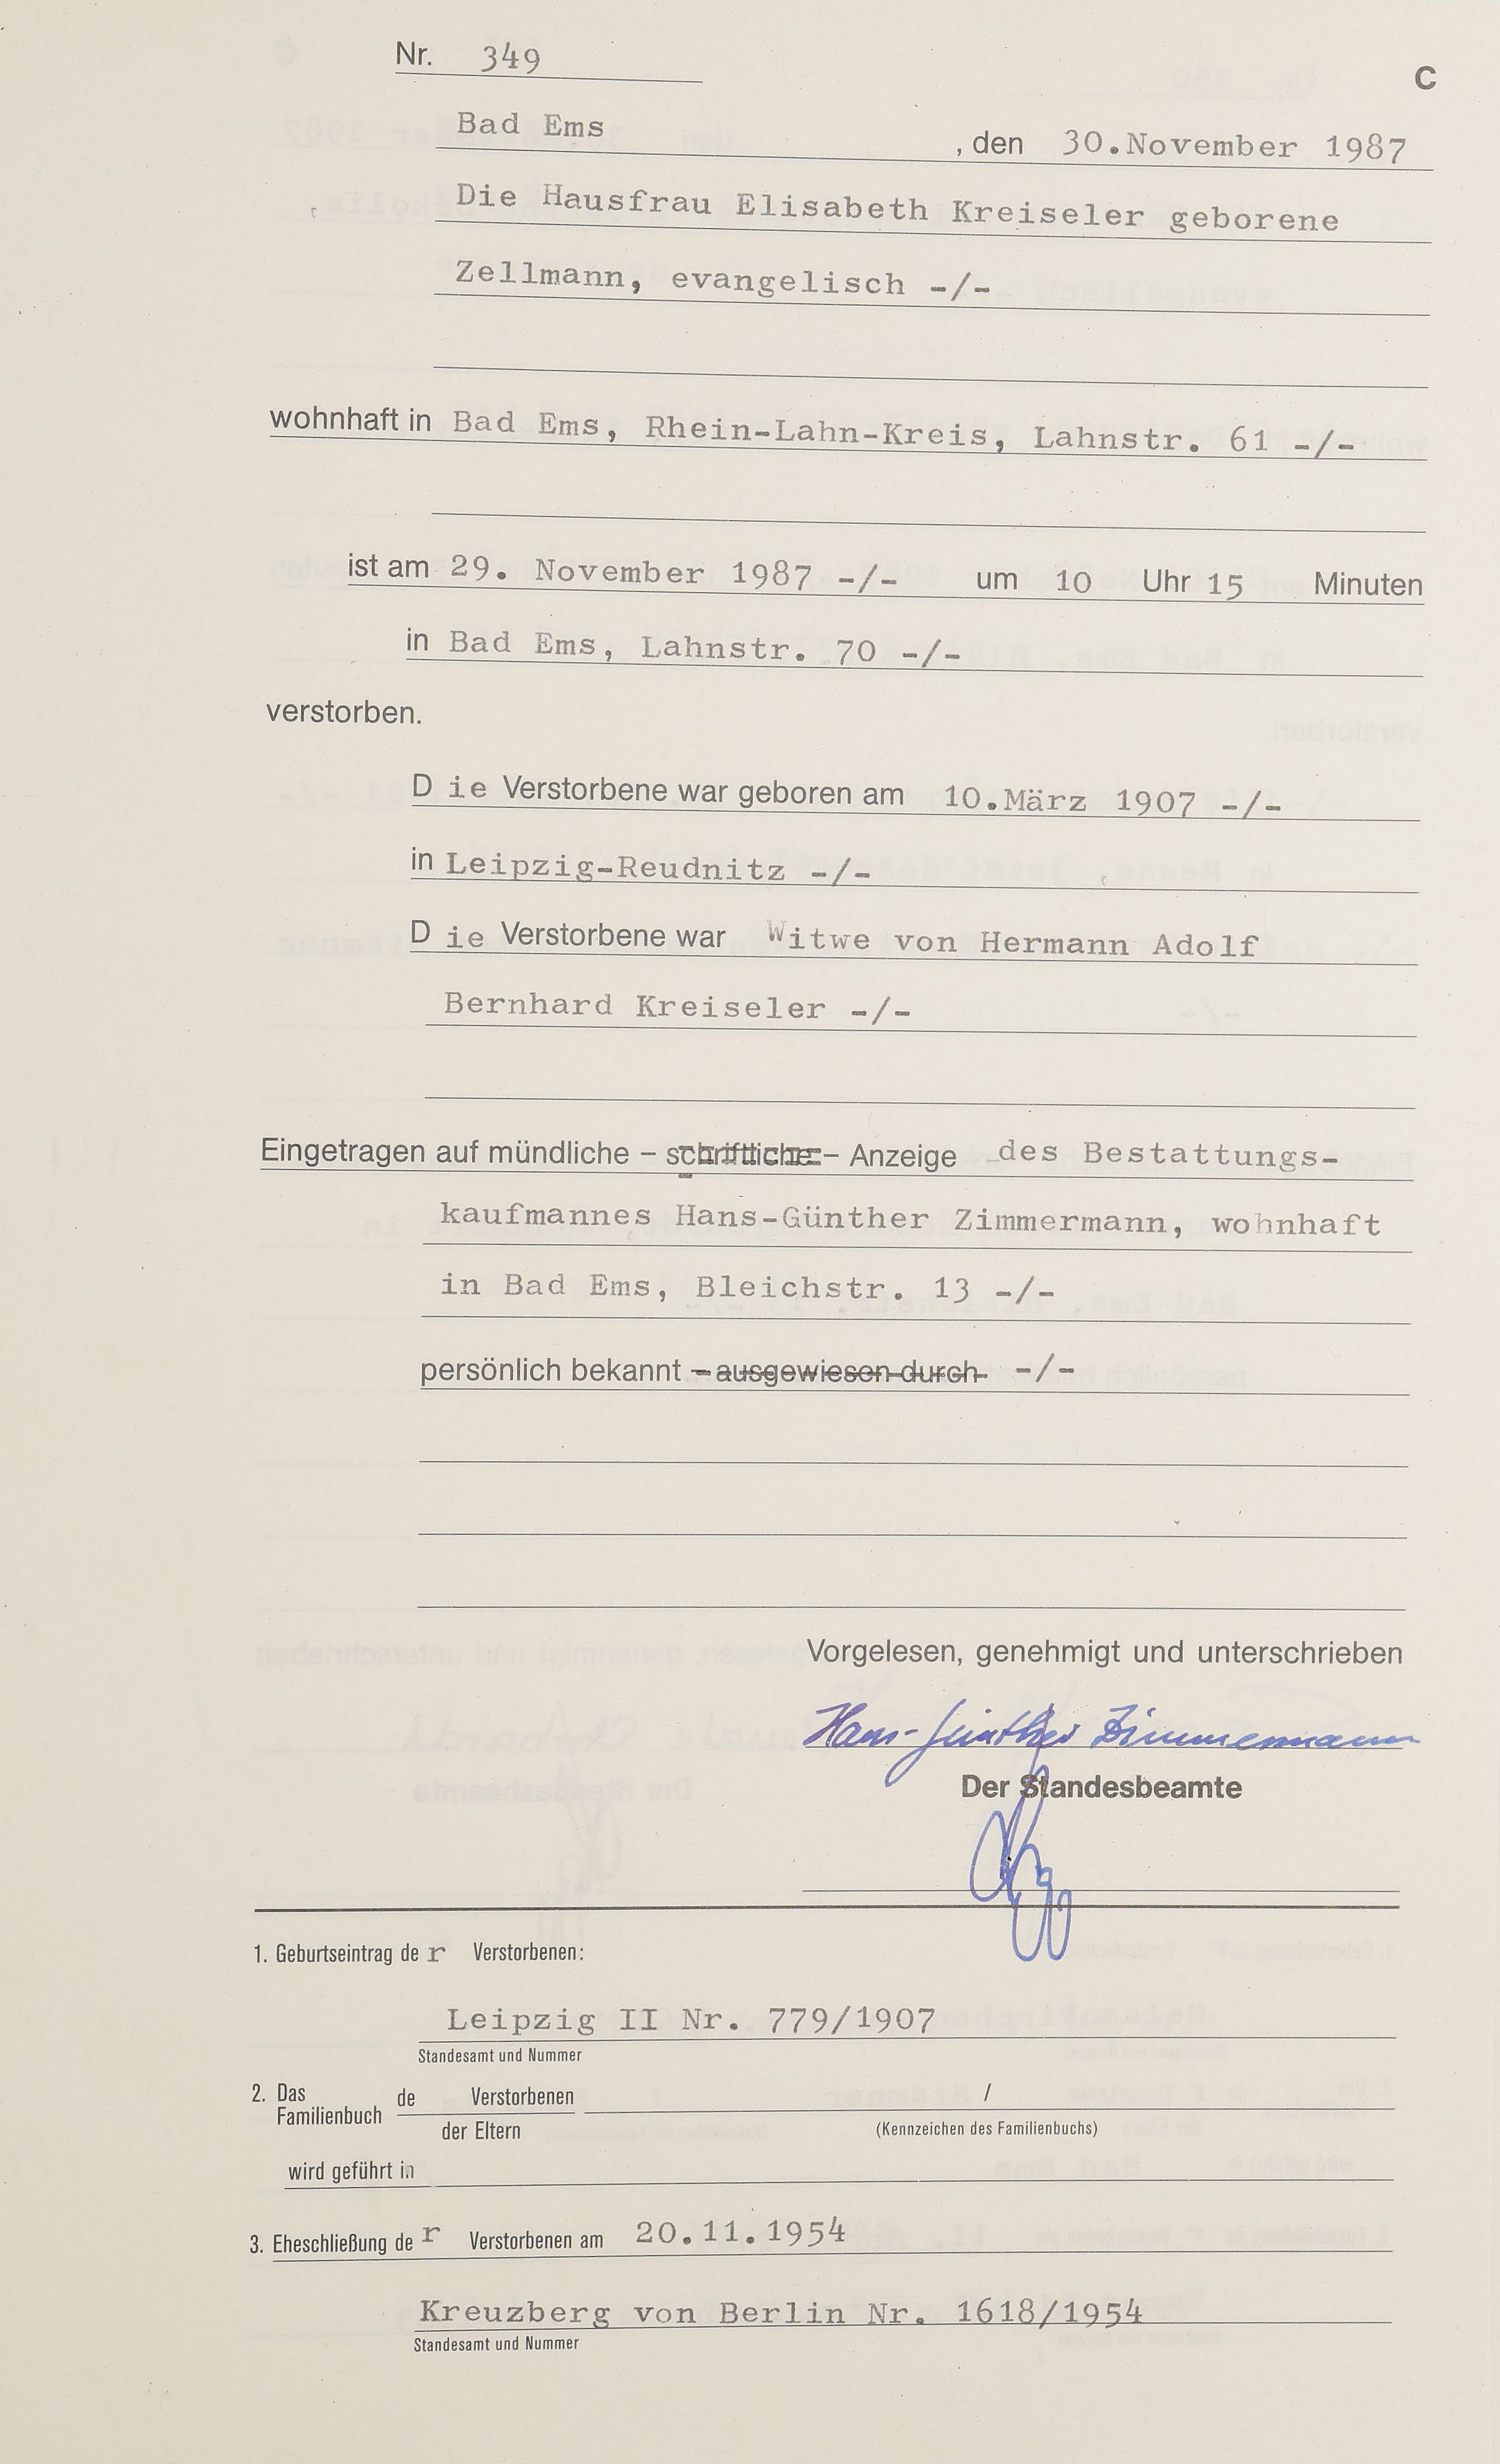 Nr. 349
C
Bad Ems , den 30.November 1987
Die Hausfrau Elisabeth Kreiseler geborene
Zellmann, evangelisch -/-
wohnhaft in Bad Ems, Rhein-Lahn-Kreis, Lahnstr. 61 -/-
ist am 29. November 1987 -/- um 10 Uhr 15 Minuten
in Bad Ems, Lahnstr. 70 -/-
verstorben.
D ie Verstorbene war geboren am 10.März 1907 -/-
in Leipzig-Reudnitz -/-
D ie Verstorbene war Witwe von Hermann Adolf
Bernhard Kreiseler -/-
Eingetragen auf mündliche – schriftliche – Anzeige des Bestattungs-
kaufmannes Hans-Günther Zimmermann, wohnhaft
in Bad Ems, Bleichstr. 13 -/-
persönlich bekannt – ausgewiesen durch -/-
Vorgelesen, genehmigt und unterschrieben
Hans-Günther Zimmermann
Der Standesbeamte
1. Geburtseintrag de r Verstorbenen:
Leipzig II Nr. 779/1907
Standesamt und Nummer
2. Das Familienbuch de Verstorbenen /
der Eltern (Kennzeichen des Familienbuchs)
wird geführt in
3. Eheschließung de r Verstorbenen am 20.11.1954
Kreuzberg von Berlin Nr. 1618/1954
Standesamt und Nummer